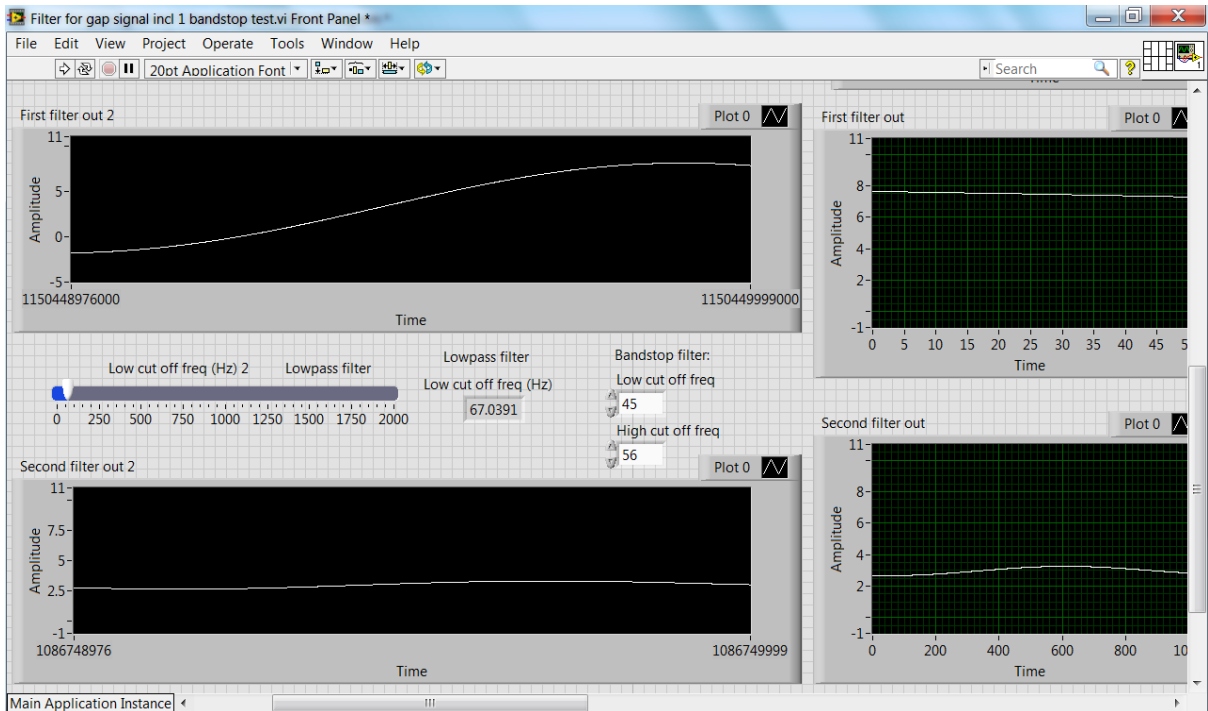 Filter for gap signal incl 1 bandstop test.vi Front Panel *
File Edit View Project Operate Tools Window Help
20pt Application Font
Search
1
First filter out 2
Plot 0
11
5
0
-5
Amplitude
1150448976000
1150449999000
Time
First filter out
Plot 0
11
8
6
4
2
-1
Amplitude
0 5 10 15 20 25 30 35 40 45
Time
Low cut off freq (Hz) 2
Lowpass filter
0 250 500 750 1000 1250 1500 1750 2000
Lowpass filter
Low cut off freq (Hz)
67.0391
Bandstop filter:
Low cut off freq
45
High cut off freq
56
Second filter out 2
Plot 0
11
7.5
5
2.5
-1
Amplitude
1086748976
1086749999
Time
Second filter out
Plot 0
11
8
6
4
2
-1
Amplitude
0 200 400 600 800
Time
Main Application Instance